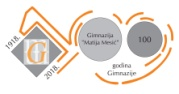 1918.
G
2018.
Gimnazija
"Matija Mesić"
100
godina
Gimnazije